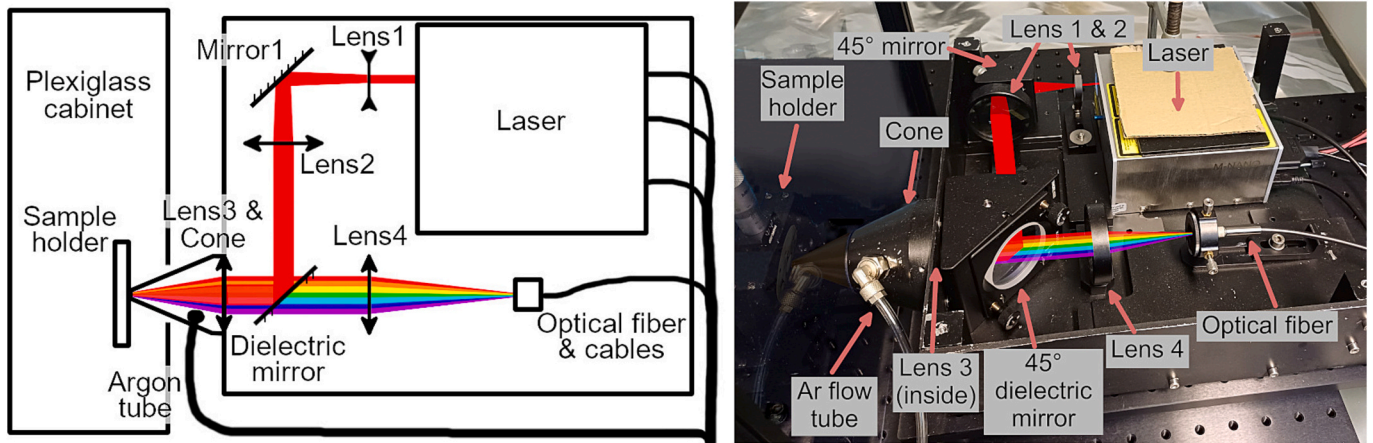 Plexiglass
cabinet
Mirror1
Lens1
Laser
Lens2
Sample
holder
Lens3 &
Cone
Lens4
Dielectric
mirror
Optical fiber
& cables
Argon
tube
45° mirror
Lens 1 & 2
Laser
Sample
holder
Cone
Ar flow
tube
Lens 3
(inside)
45°
dielectric
mirror
Lens 4
Optical fiber